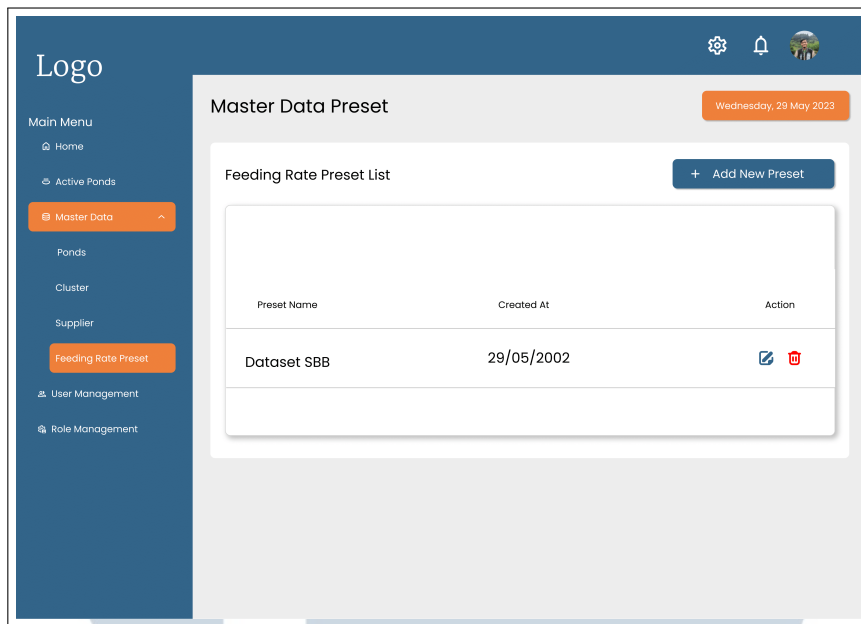 Logo
Main Menu
Home
Active Ponds
Master Data
Ponds
Cluster
Supplier
Feeding Rate Preset
User Management
Role Management
Master Data Preset
Wednesday, 29 May 2023
Feeding Rate Preset List
+ Add New Preset
Preset Name Created At Action
Dataset SBB 29/05/2002